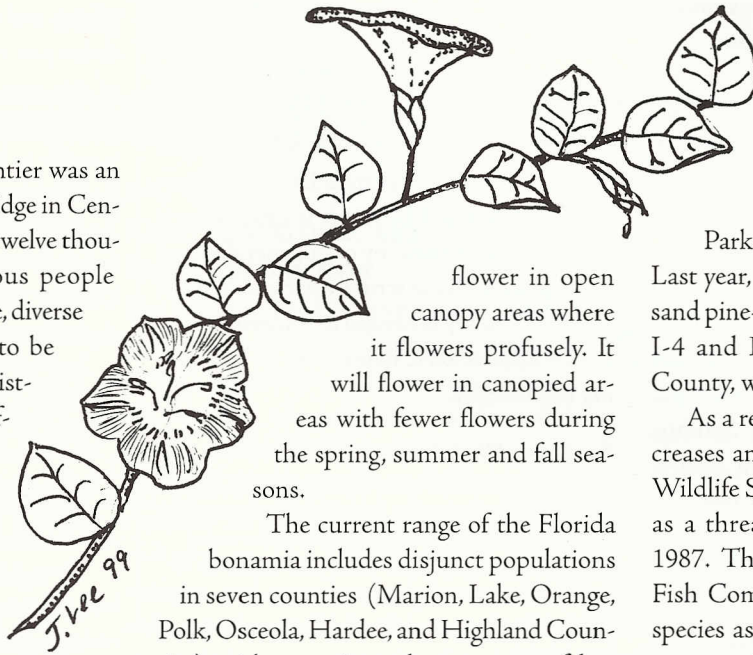 ntier was an
dge in Cen-
welve thou-
ous people
e, diverse
to be
ist-
f-
J. Lee 99
flower in open
canopy areas where
it flowers profusely. It
will flower in canopied ar-
eas with fewer flowers during
the spring, summer and fall sea-
sons.
The current range of the Florida
bonamia includes disjunct populations
in seven counties (Marion, Lake, Orange,
Polk, Osceola, Hardee, and Highland Coun-
Park
Last year,
sand pine-
I-4 and
County, w
As a re
creases an
Wildlife S
as a threa
1987. Th
Fish Com
species as